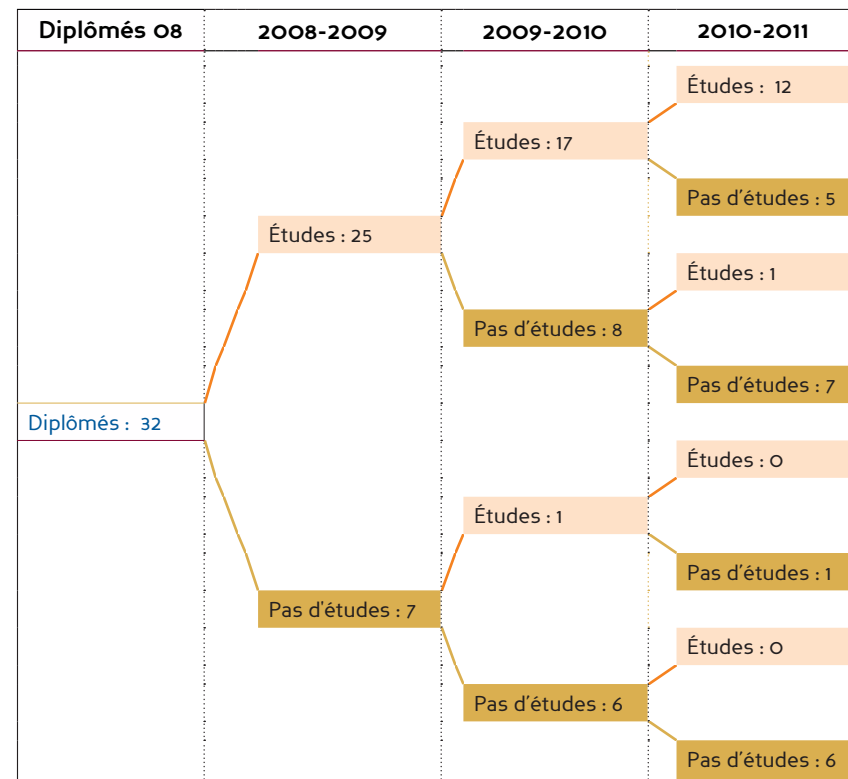 Diplômés 08 2008-2009 2009-2010 2010-2011
Études : 12
Études : 17
Pas d'études : 5
Études : 25
Études : 1
Pas d'études : 8
Pas d'études : 7
Diplômés : 32
Études : 0
Études : 1
Pas d'études : 1
Pas d'études : 7
Études : 0
Pas d'études : 6
Pas d'études : 6